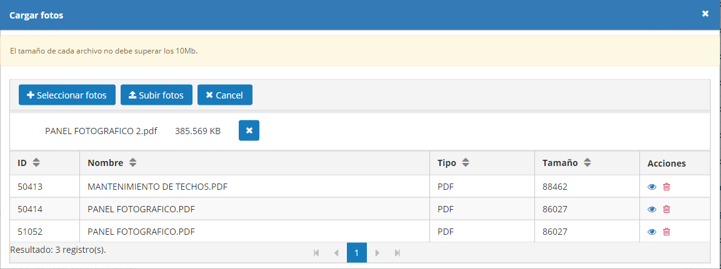 Cargar fotos
El tamaño de cada archivo no debe superar los 10Mb.
Seleccionar fotos Subir fotos Cancel
PANEL FOTOGRAFICO 2.pdf 385.569 KB
ID Nombre Tipo Tamaño Acciones
50413 MANTENIMIENTO DE TECHOS.PDF PDF 88462
50414 PANEL FOTOGRAFICO.PDF PDF 86027
51052 PANEL FOTOGRAFICO.PDF PDF 86027
Resultado: 3 registro(s). 1